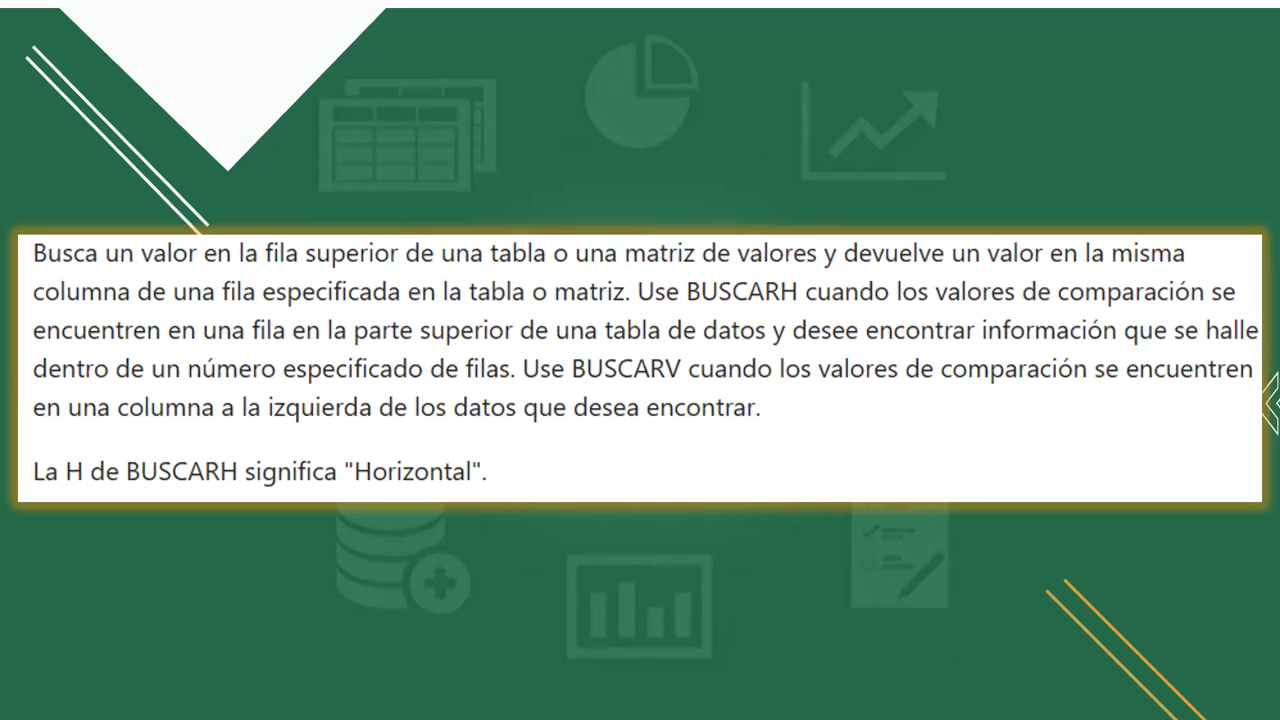 Busca un valor en la fila superior de una tabla o una matriz de valores y devuelve un valor en la misma
columna de una fila especificada en la tabla o matriz. Use BUSCARH cuando los valores de comparación se
encuentren en una fila en la parte superior de una tabla de datos y desee encontrar información que se halle
dentro de un número especificado de filas. Use BUSCARV cuando los valores de comparación se encuentren
en una columna a la izquierda de los datos que desea encontrar.
La H de BUSCARH significa "Horizontal".